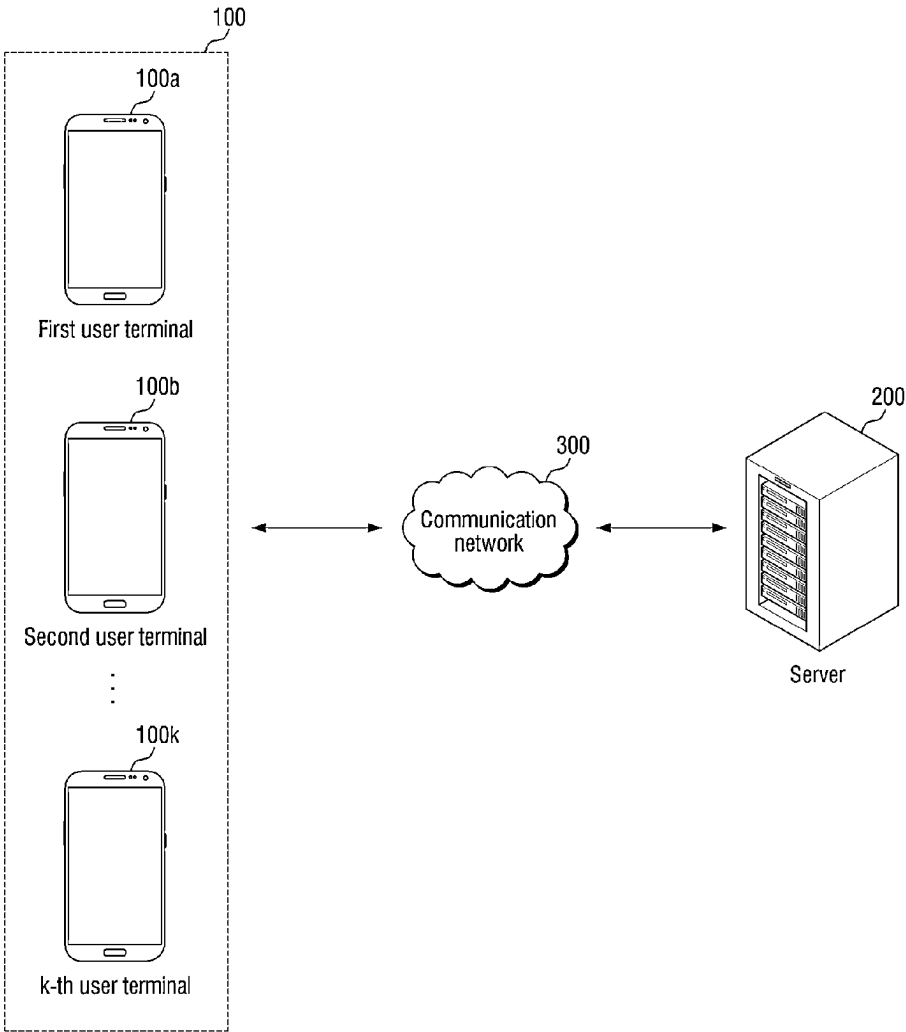 100
100a
First user terminal
100b
Second user terminal
100k
k-th user terminal
300
Communication
network
200
Server